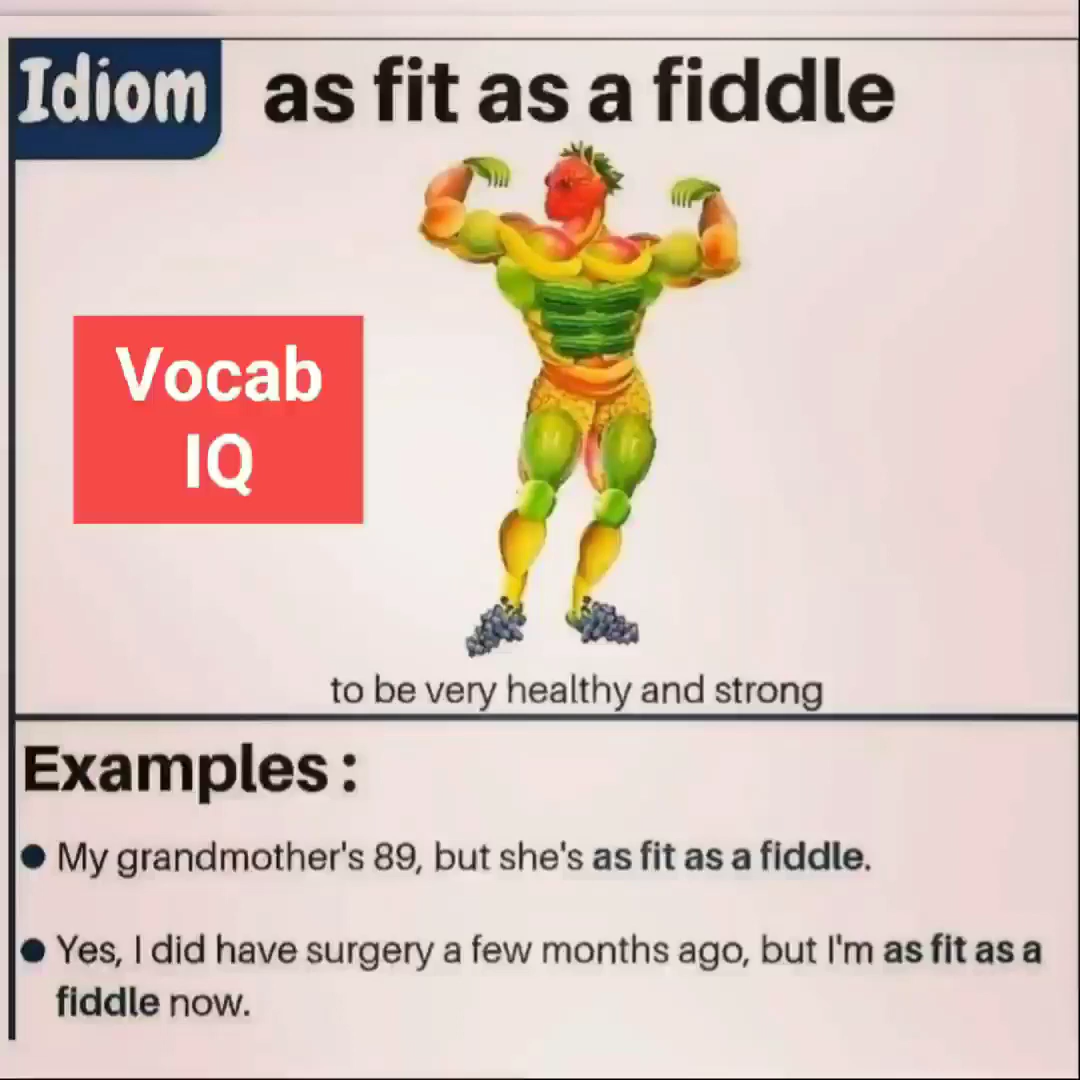 Idiom
as fit as a fiddle
Vocab
IQ
to be very healthy and strong
Examples :
● My grandmother's 89, but she's as fit as a fiddle.
● Yes, I did have surgery a few months ago, but I'm as fit as a
fiddle now.